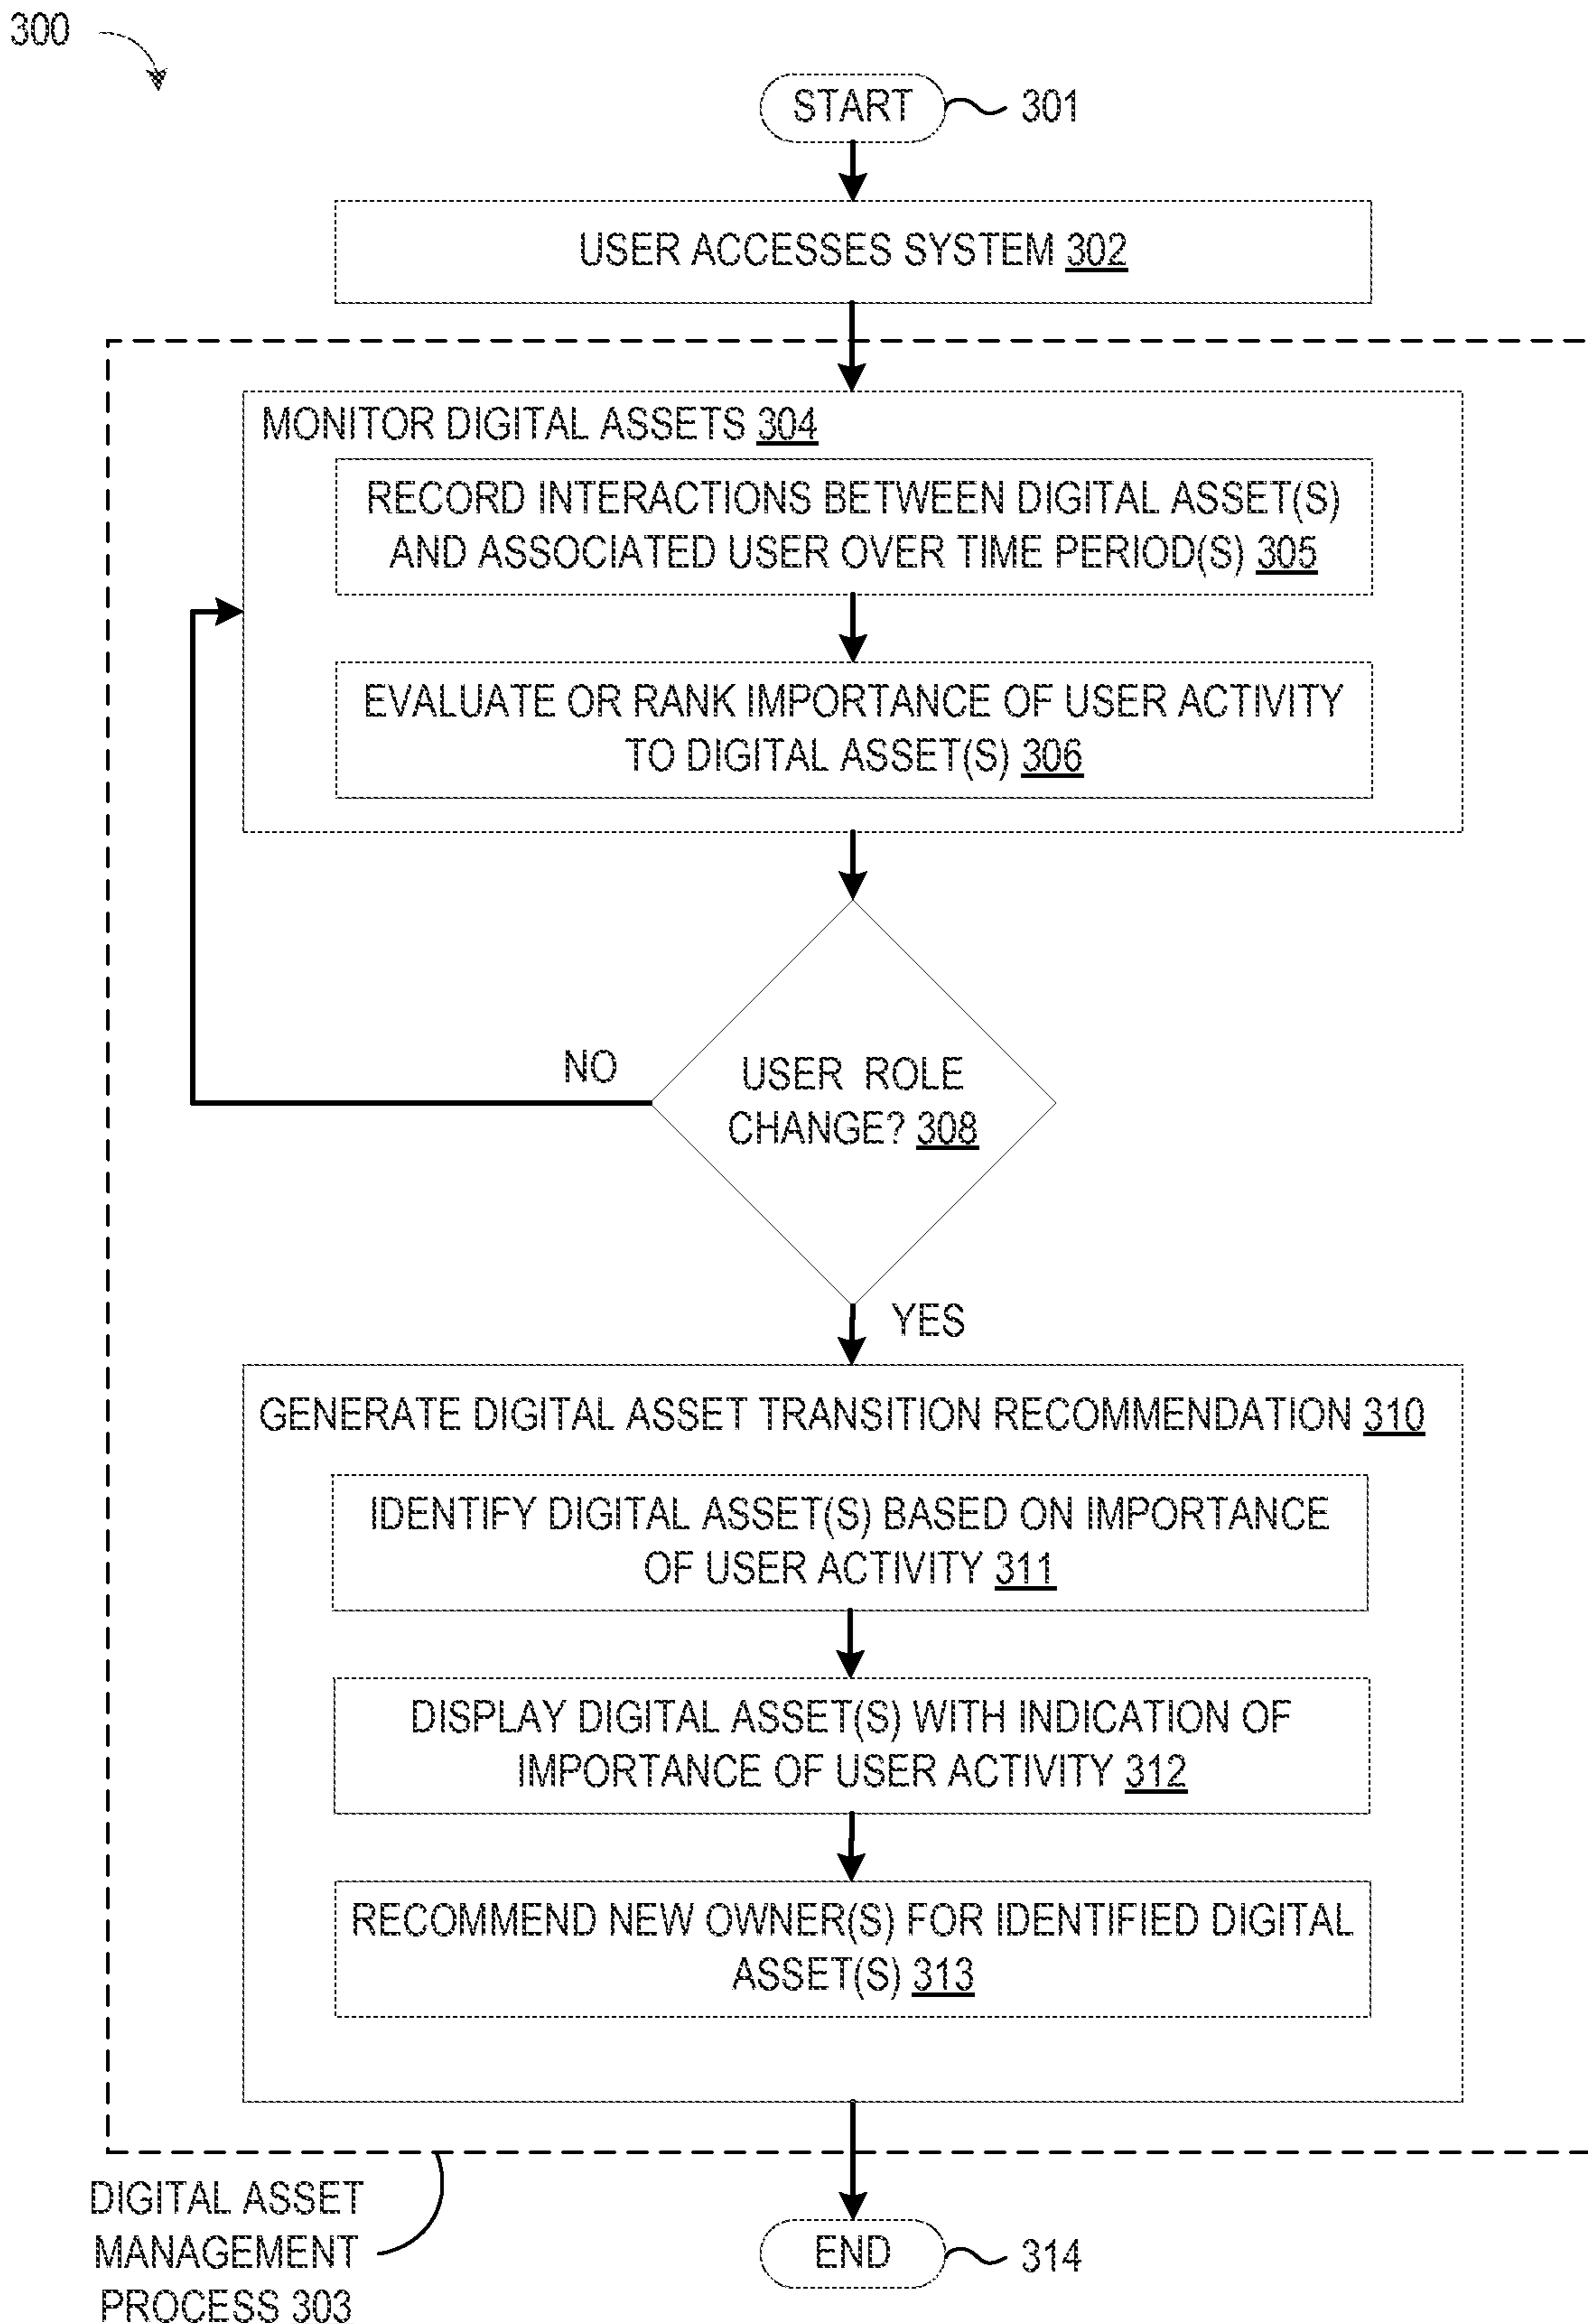 300
START 301
USER ACCESSES SYSTEM 302
MONITOR DIGITAL ASSETS 304
RECORD INTERACTIONS BETWEEN DIGITAL ASSET(S)
AND ASSOCIATED USER OVER TIME PERIOD(S) 305
EVALUATE OR RANK IMPORTANCE OF USER ACTIVITY
TO DIGITAL ASSET(S) 306
NO
USER ROLE
CHANGE? 308
YES
GENERATE DIGITAL ASSET TRANSITION RECOMMENDATION 310
IDENTIFY DIGITAL ASSET(S) BASED ON IMPORTANCE
OF USER ACTIVITY 311
DISPLAY DIGITAL ASSET(S) WITH INDICATION OF
IMPORTANCE OF USER ACTIVITY 312
RECOMMEND NEW OWNER(S) FOR IDENTIFIED DIGITAL
ASSET(S) 313
DIGITAL ASSET
MANAGEMENT
PROCESS 303
END 314